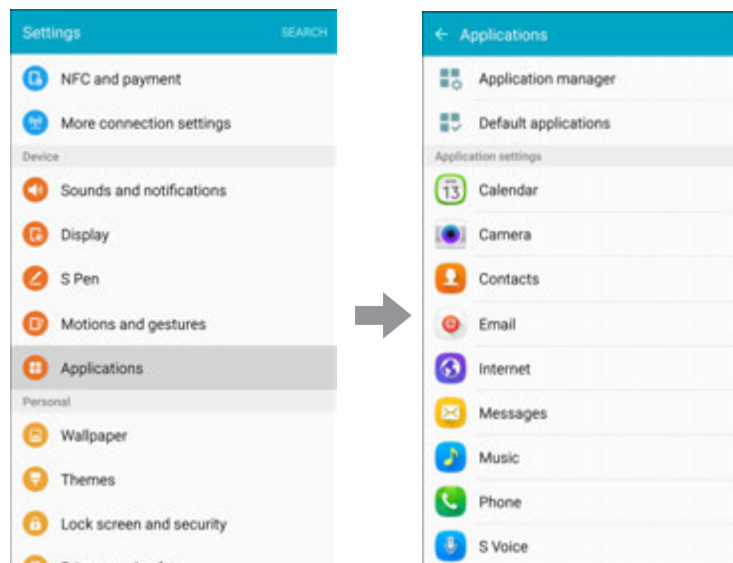 Settings
SEARCH
NFC and payment
More connection settings
Device
Sounds and notifications
Display
S Pen
Motions and gestures
Applications
Personal
Wallpaper
Themes
Lock screen and security
Applications
Application manager
Default applications
Application settings
13
Calendar
Camera
Contacts
Email
Internet
Messages
Music
Phone
S Voice